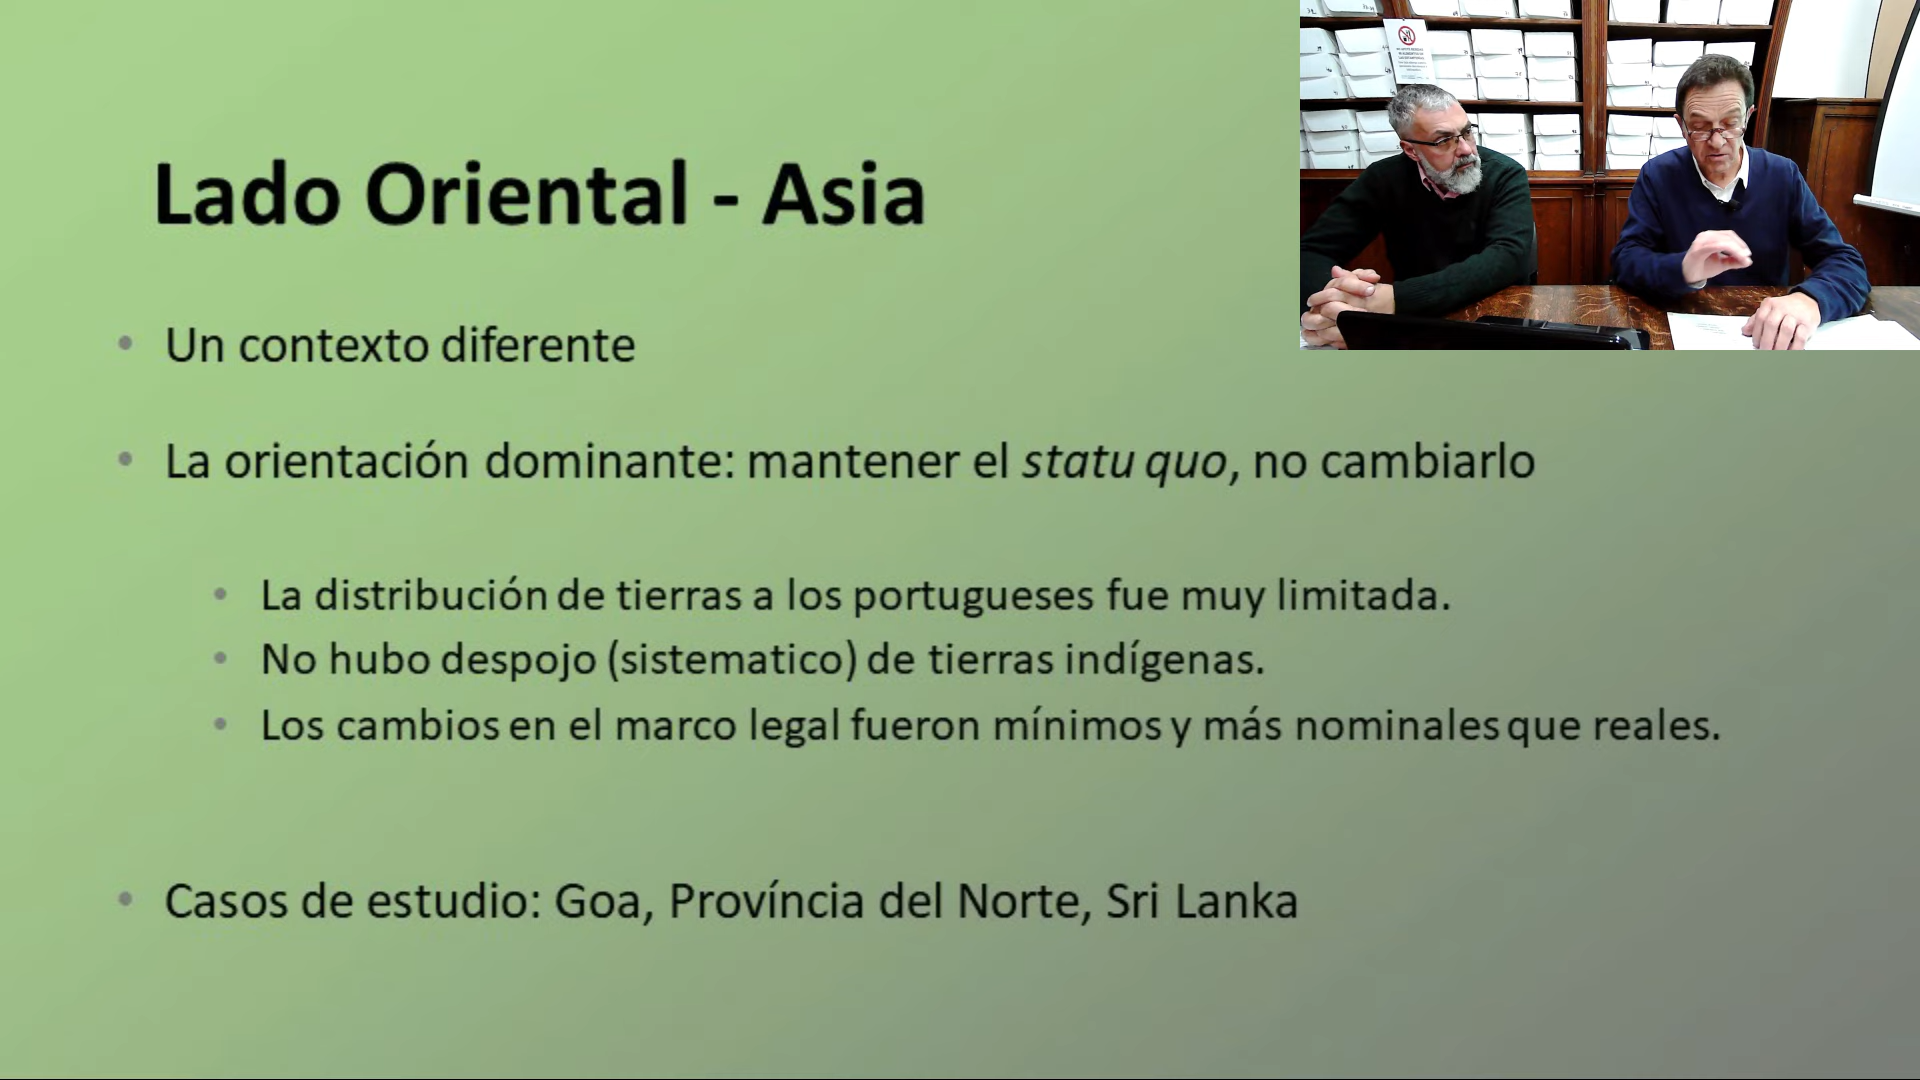 Lado Oriental - Asia
• Un contexto diferente
• La orientación dominante: mantener el statu quo, no cambiarlo
• La distribución de tierras a los portugueses fue muy limitada.
• No hubo despojo (sistematico) de tierras indígenas.
• Los cambios en el marco legal fueron mínimos y más nominales que reales.
• Casos de estudio: Goa, Províncía del Norte, Sri Lanka